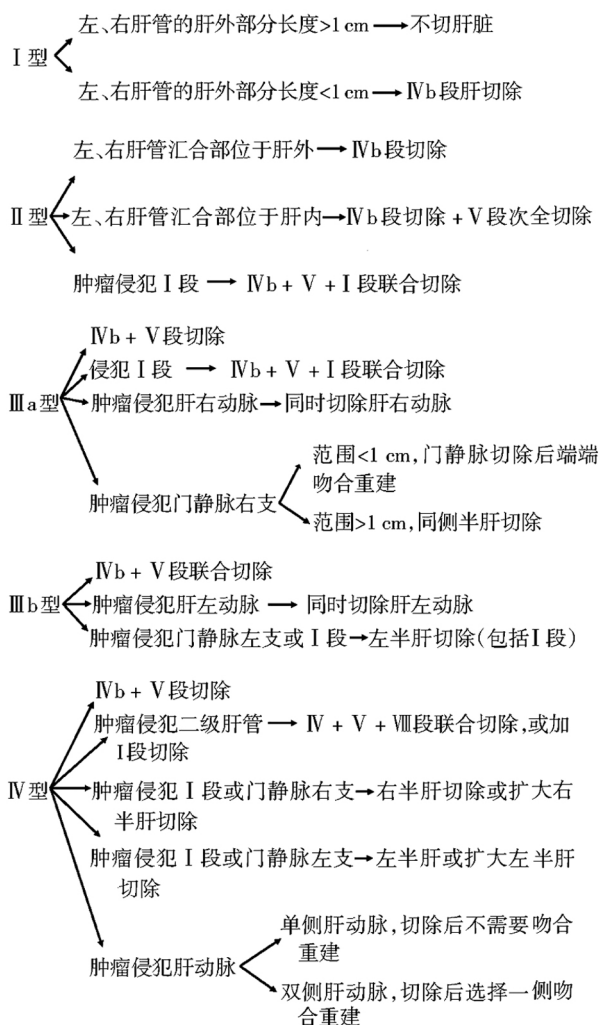 左、右肝管的肝外部分长度>1 cm→不切肝脏
Ⅰ型
左、右肝管的肝外部分长度<1 cm→Ⅳb段肝切除
左、右肝管汇合部位于肝外→Ⅳb段切除
Ⅱ型 左、右肝管汇合部位于肝内→Ⅳb段切除+Ⅴ段次全切除
肿瘤侵犯Ⅰ段→Ⅳb+Ⅴ+Ⅰ段联合切除
Ⅳb+Ⅴ段切除
侵犯Ⅰ段→Ⅳb+Ⅴ+Ⅰ段联合切除
Ⅲa型 肿瘤侵犯肝右动脉→同时切除肝右动脉
范围<1 cm,门静脉切除后端端
吻合重建
肿瘤侵犯门静脉右支
范围>1 cm,同侧半肝切除
Ⅳb+Ⅴ段联合切除
Ⅲb型 肿瘤侵犯肝左动脉→同时切除肝左动脉
肿瘤侵犯门静脉左支或Ⅰ段→左半肝切除(包括Ⅰ段)
Ⅳb+Ⅴ段切除
肿瘤侵犯二级肝管→Ⅳ+Ⅴ+Ⅷ段联合切除,或加
Ⅰ段切除
Ⅳ型 肿瘤侵犯Ⅰ段或门静脉右支→右半肝切除或扩大右
半肝切除
肿瘤侵犯Ⅰ段或门静脉左支→左半肝或扩大左半肝
切除
单侧肝动脉,切除后不需要吻合
重建
肿瘤侵犯肝动脉
双侧肝动脉,切除后选择一侧吻
合重建